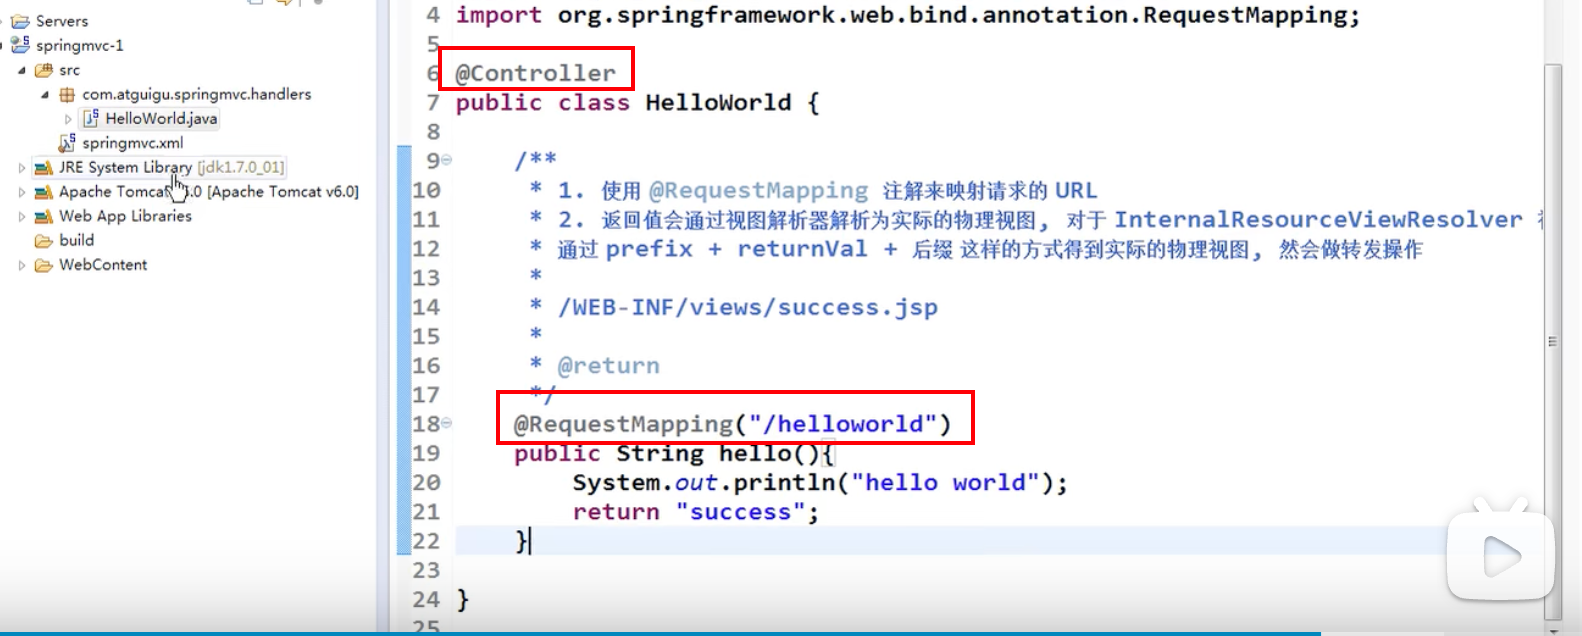 Servers
springmvc-1
src
com.atguigu.springmvc.handlers
HelloWorld.java
springmvc.xml
JRE System Library [jdk1.7.0_01]
Apache Tomcat .0 [Apache Tomcat v6.0]
Web App Libraries
build
WebContent
4 import org.springframework.web.bind.annotation.RequestMapping;
5
6 @Controller
7 public class HelloWorld {
8
9 /**
10 * 1. 使用 @RequestMapping 注解来映射请求的 URL
11 * 2. 返回值会通过视图解析器解析为实际的物理视图, 对于 InternalResourceViewResolver
12 * 通过 prefix + returnVal + 后缀 这样的方式得到实际的物理视图, 然会做转发操作
13 *
14 * /WEB-INF/views/success.jsp
15 *
16 * @return
17 */
18 @RequestMapping("/helloworld")
19 public String hello(){
20 System.out.println("hello world");
21 return "success";
22 }
23
24 }
25